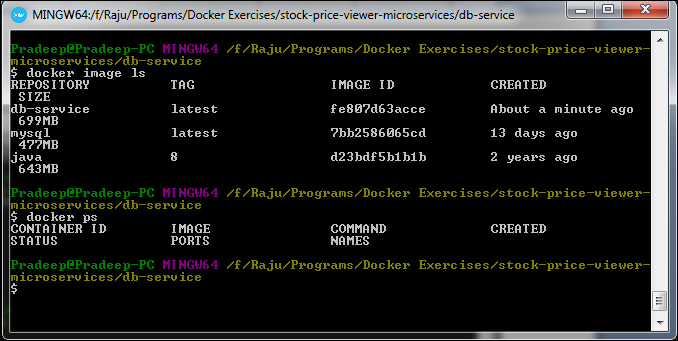 MINGW64:/f/Raju/Programs/Docker Exercises/stock-price-viewer-microservices/db-service
Pradeep@Pradeep-PC MINGW64 /f/Raju/Programs/Docker Exercises/stock-price-viewer-
microservices/db-service
$ docker image ls
REPOSITORY TAG IMAGE ID CREATED
SIZE
db-service latest fe807d63acce About a minute ago
699MB
mysql latest 7bb2586065cd 13 days ago
477MB
java 8 d23bdf5b1b1b 2 years ago
643MB
Pradeep@Pradeep-PC MINGW64 /f/Raju/Programs/Docker Exercises/stock-price-viewer-
microservices/db-service
$ docker ps
CONTAINER ID IMAGE COMMAND CREATED
STATUS PORTS NAMES
Pradeep@Pradeep-PC MINGW64 /f/Raju/Programs/Docker Exercises/stock-price-viewer-
microservices/db-service
$